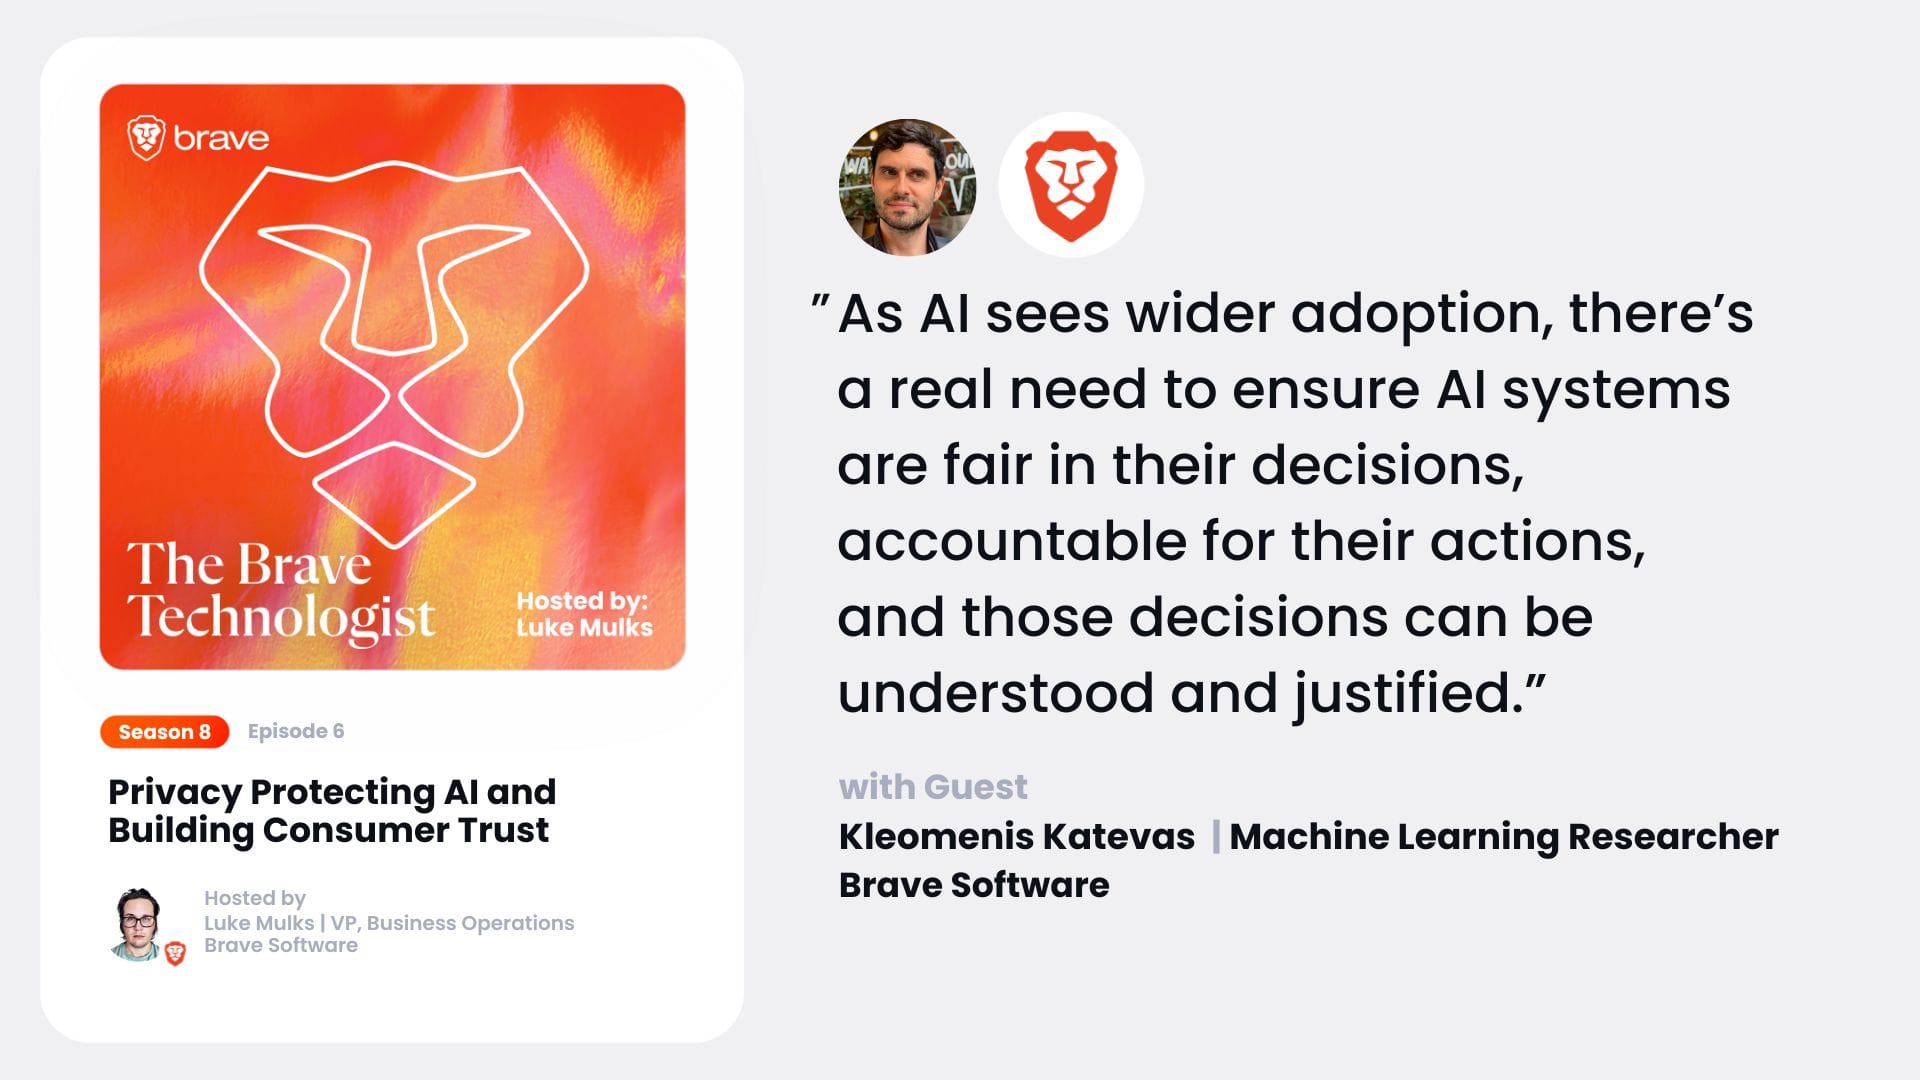 brave
The Brave
Technologist
Hosted by:
Luke Mulks
Season 8 Episode 6
Privacy Protecting AI and
Building Consumer Trust
Hosted by
Luke Mulks | VP, Business Operations
Brave Software
WA
OU
V
”As AI sees wider adoption, there’s
a real need to ensure AI systems
are fair in their decisions,
accountable for their actions,
and those decisions can be
understood and justified.”
with Guest
Kleomenis Katevas | Machine Learning Researcher
Brave Software